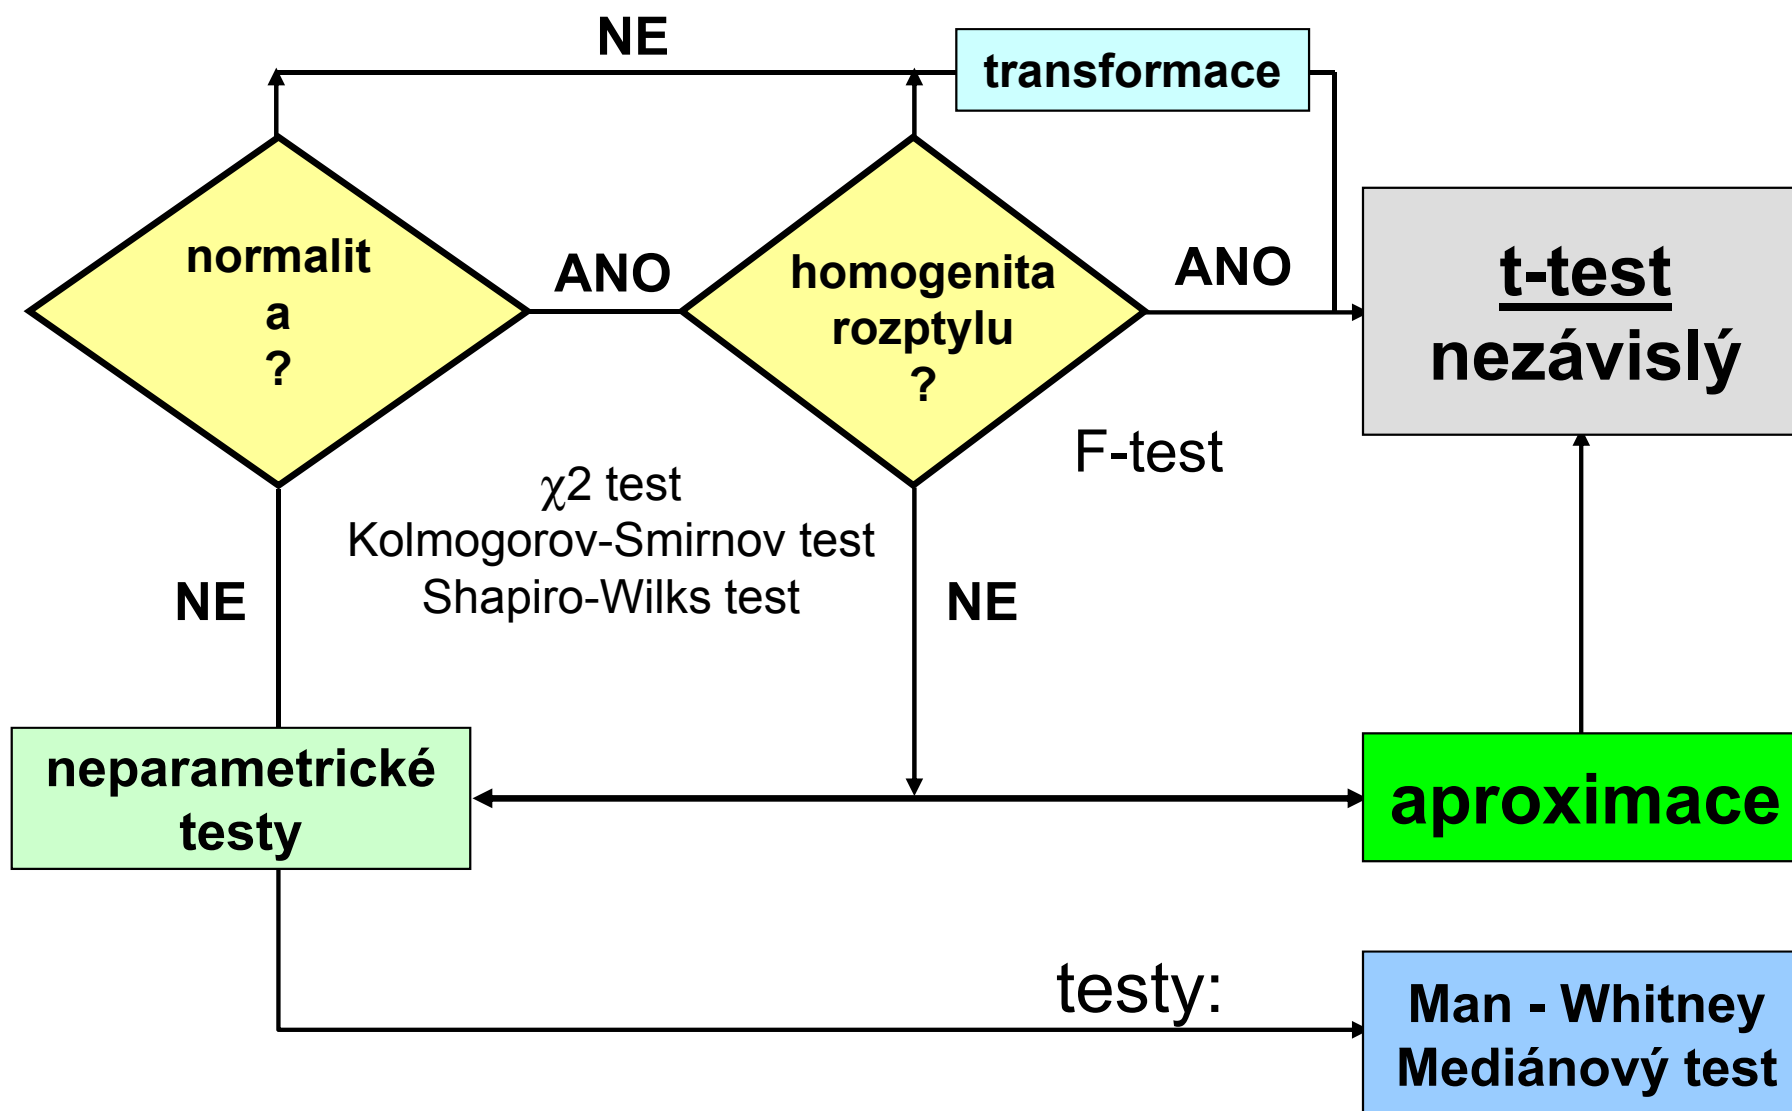 NE
transformace
normalit
a
?
ANO
homogenita
rozptylu
?
ANO
t-test
nezávislý
F-test
χ2 test
Kolmogorov-Smirnov test
Shapiro-Wilks test
NE
NE
neparametrické
testy
aproximace
testy:
Man - Whitney
Mediánový test